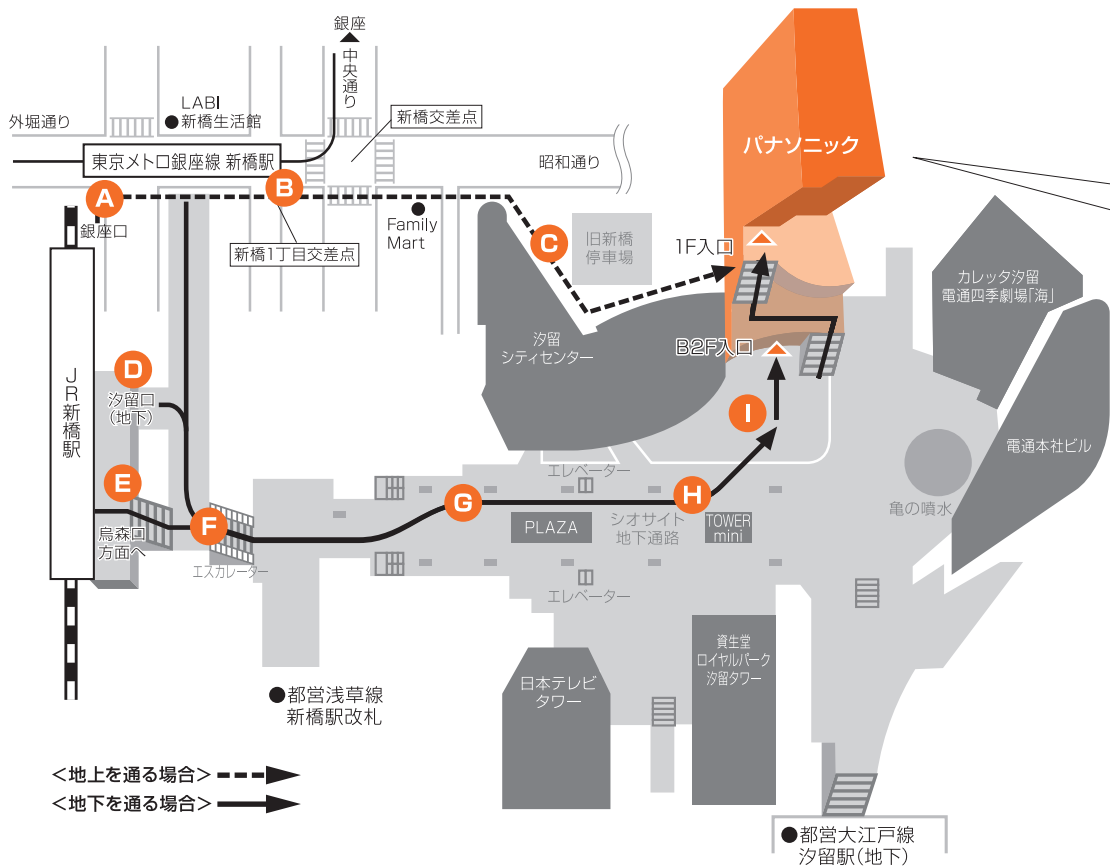 銀座
中央通り
LABI
新橋生活館
外堀通り
新橋交差点
東京メトロ銀座線 新橋駅
昭和通り
パナソニック
A
B
銀座口
Family
Mart
新橋1丁目交差点
C
旧新橋
停車場
1F入口
カレッタ汐留
電通四季劇場「海」
汐留
シティセンター
B2F入口
JR新橋駅
D
汐留口
(地下)
I
電通本社ビル
E
エレベーター
亀の噴水
G
H
F
PLAZA
シオサイト
地下通路
TOWER
mini
烏森口
方面へ
エスカレーター
エレベーター
資生堂
ロイヤルパーク
汐留タワー
日本テレビ
タワー
●都営浅草線
新橋駅改札
<地上を通る場合>
<地下を通る場合>
●都営大江戸線
汐留駅(地下)